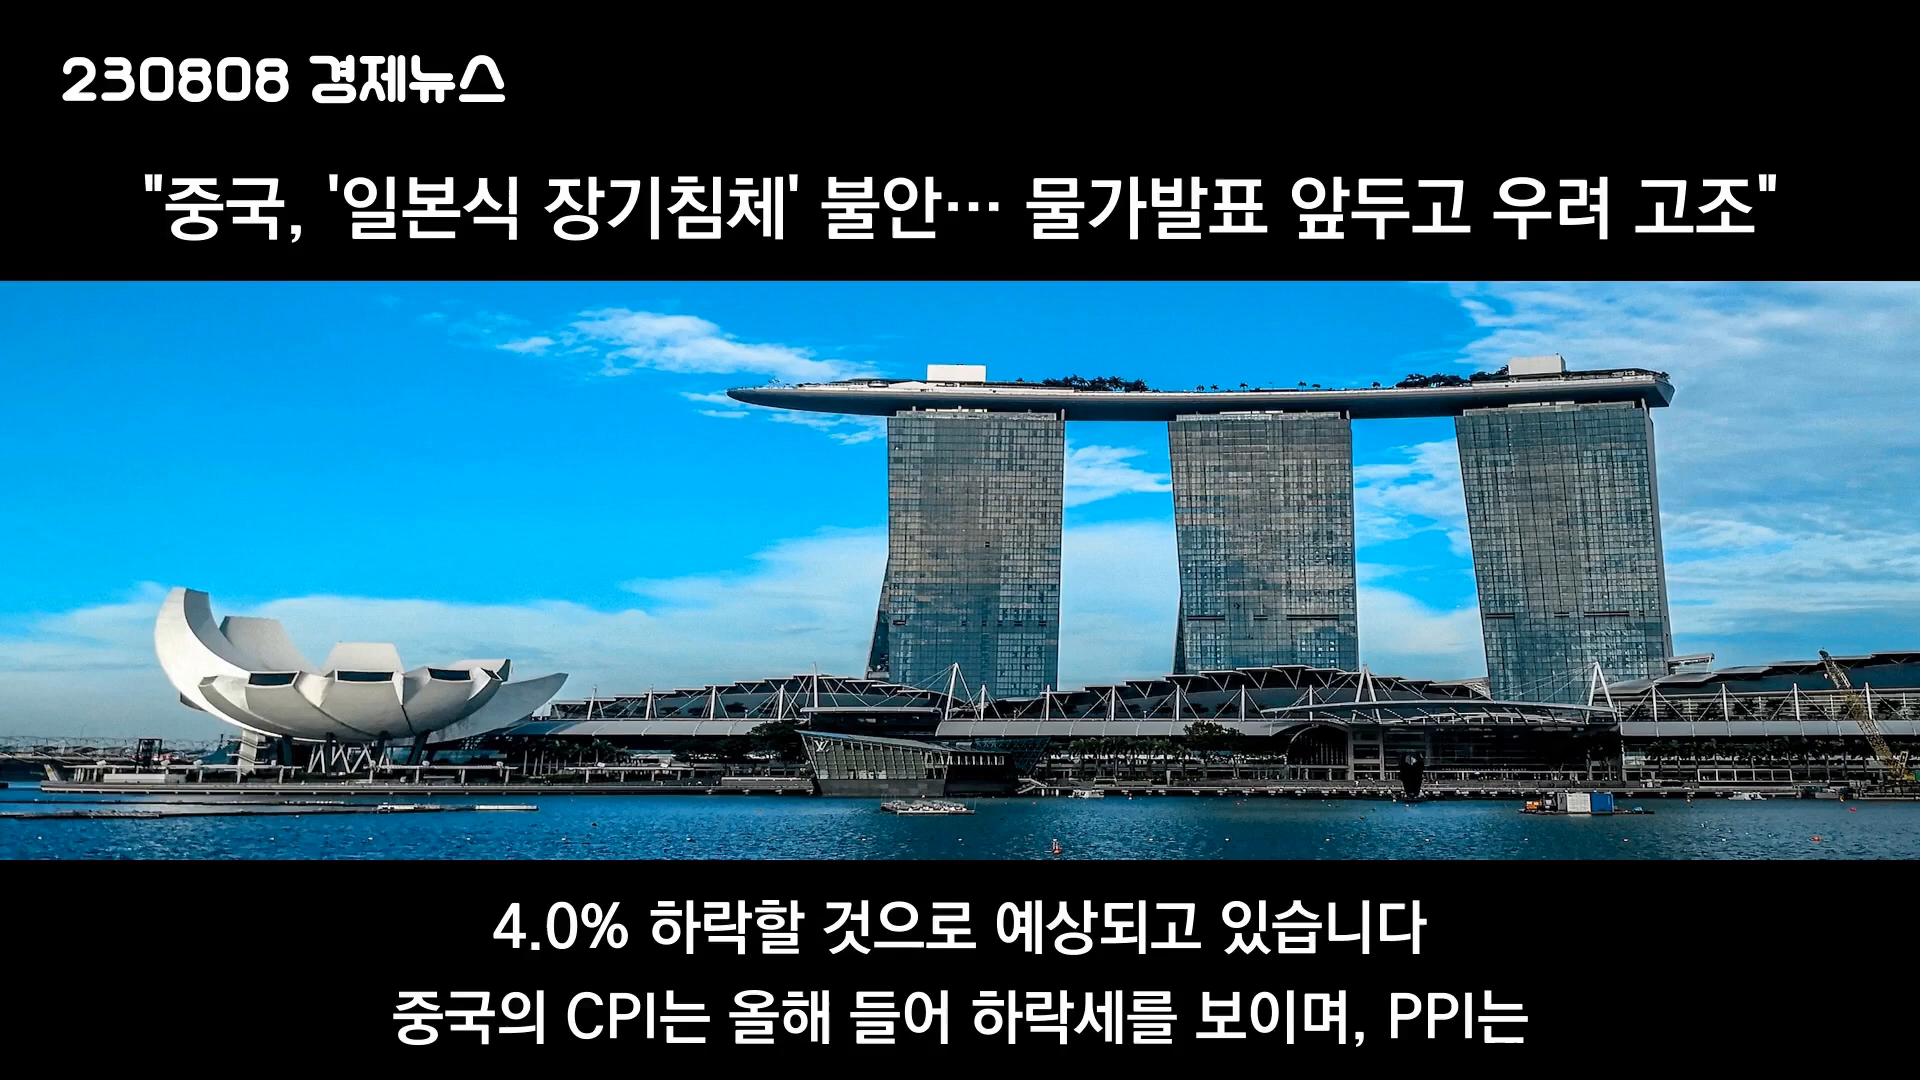 230808 경제뉴스
"중국, '일본식 장기침체' 불안… 물가발표 앞두고 우려 고조"
4.0% 하락할 것으로 예상되고 있습니다
중국의 CPI는 올해 들어 하락세를 보이며, PPI는